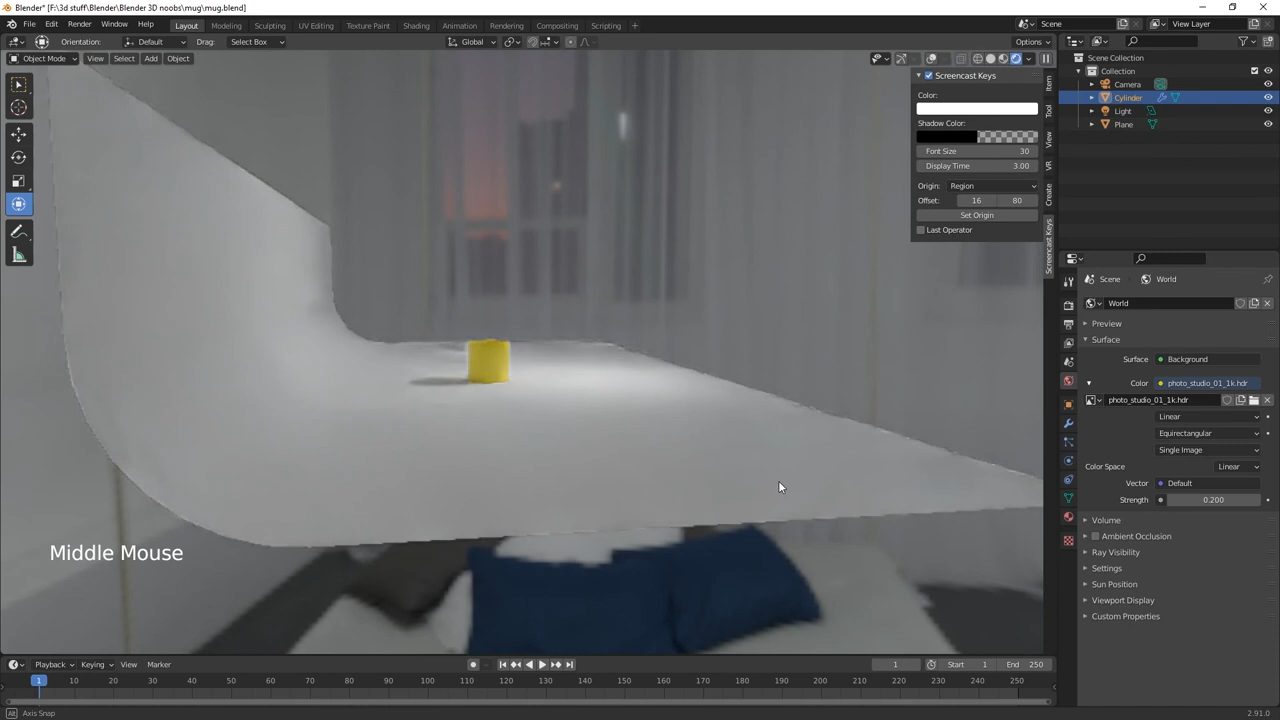 Blender* [F:\3d stuff\Blender\Blender 3D noobs\mug\mug.blend]
File Edit Render Window Help Layout Modeling Sculpting UV Editing Texture Paint Shading Animation Rendering Compositing Scripting + Scene View Layer
Orientation: Default Drag: Select Box Global Options
Object Mode View Select Add Object
Scene Collection
Collection
Camera
Cylinder
Light
Plane
Screencast Keys
Color:
Shadow Color:
Font Size 30
Display Time 3.00
Origin: Region
Offset: 16 80
Set Origin
Last Operator
Item
Tool
View
VR
Create
Screencast Keys
Scene World
World
Preview
Surface
Surface Background
Color photo_studio_01_1k.hdr
photo_studio_01_1k.hdr
Linear
Equirectangular
Single Image
Color Space Linear
Vector Default
Strength 0.200
Volume
Ambient Occlusion
Ray Visibility
Settings
Sun Position
Viewport Display
Custom Properties
Middle Mouse
Playback Keying View Marker 1 Start 1 End 250
1 10 20 30 40 50 60 70 80 90 100 110 120 130 140 150 160 170 180 190 200 210 220 230 240 250
Axis Snap 2.91.0